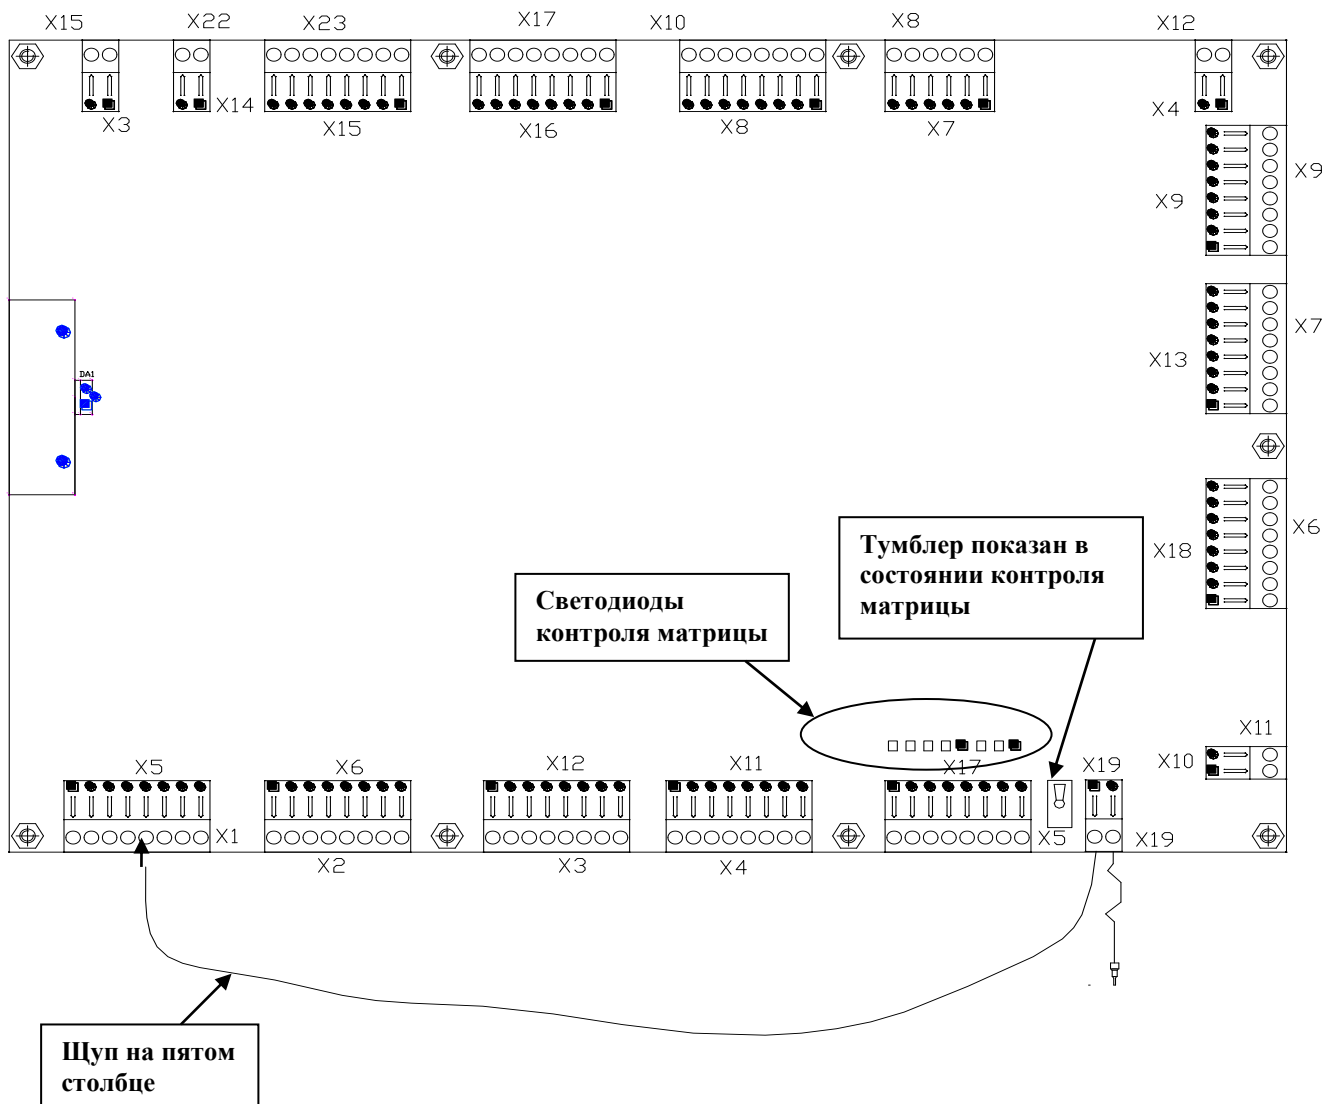 X15
X22
X23
X17
X10
X8
X12
X3
X14
X15
X16
X8
X7
X4
X9
X9
X7
X13
DA1
X6
X18
Тумблер показан в
состоянии контроля
матрицы
Светодиоды
контроля матрицы
X11
X10
X5
X6
X12
X11
X17
X19
X1
X2
X3
X4
X5
X19
Щуп на пятом
столбце